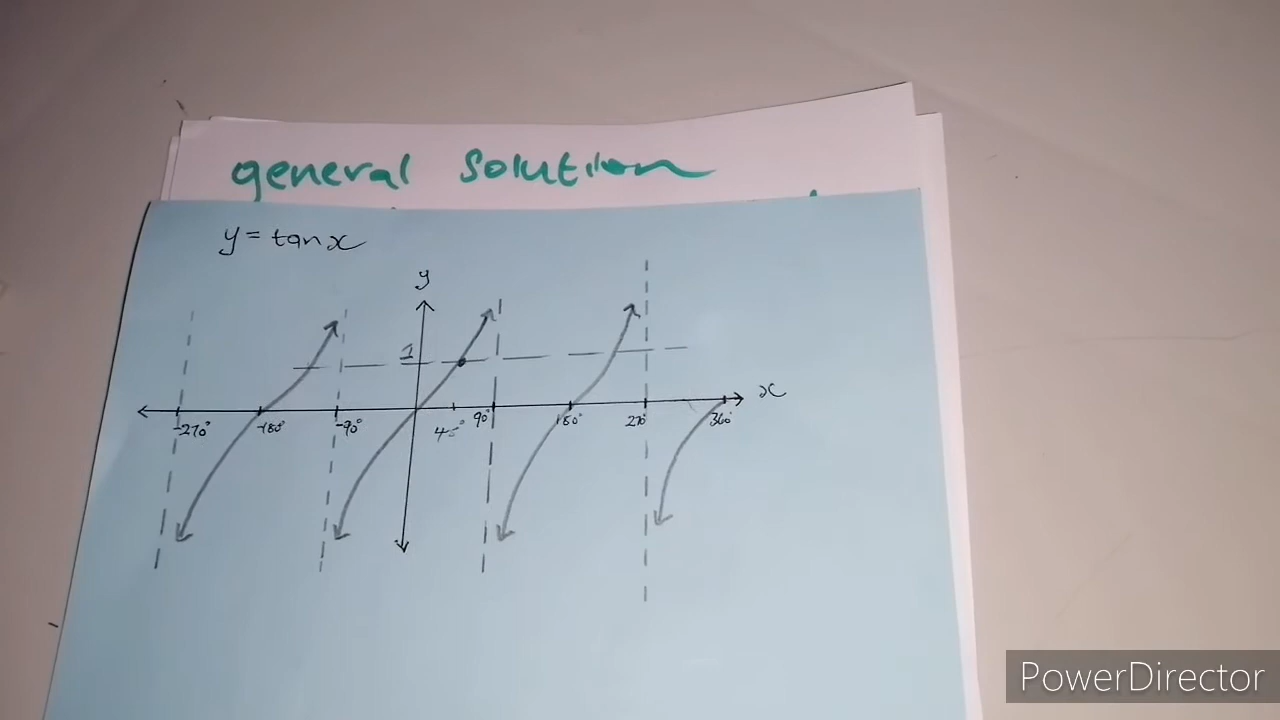 general solution
y = tan x
y
1
x
-270° -180° -90° 45° 90° 180° 270° 360°
PowerDirector